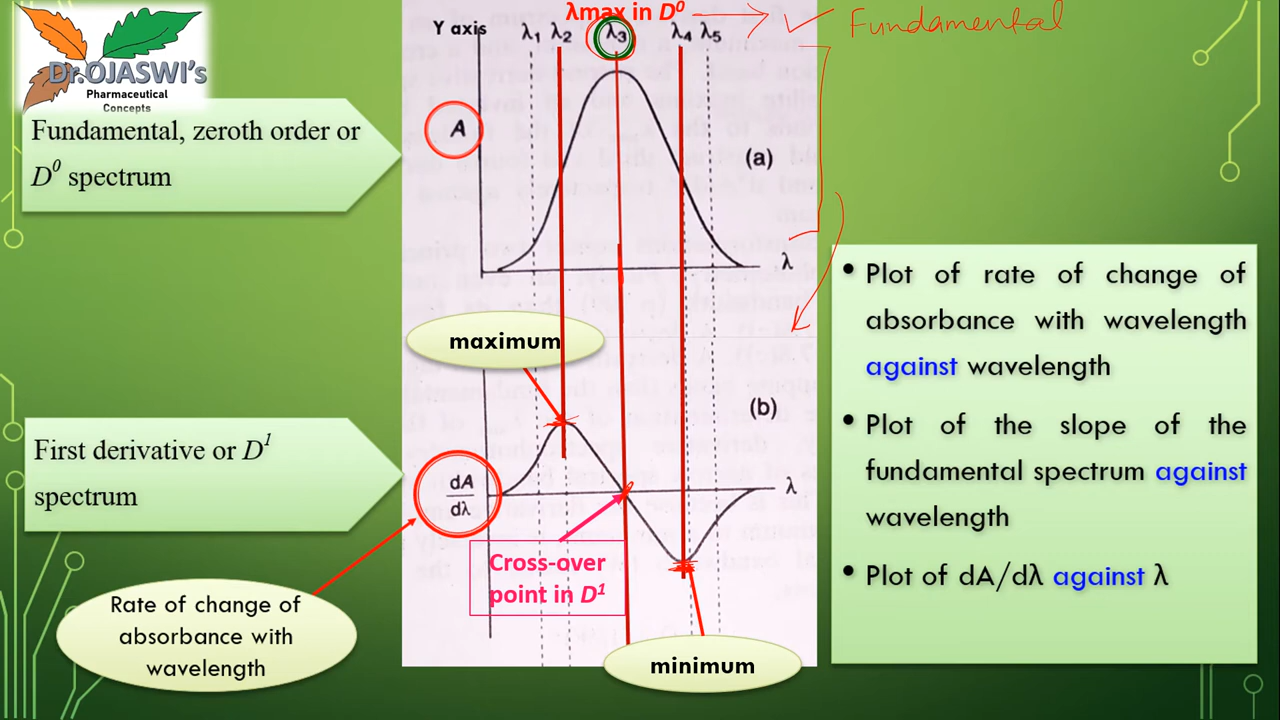 Dr.OJASWI's
Pharmaceutical
Concepts
Fundamental, zeroth order or
D⁰ spectrum
λmax in D⁰
Fundamental
Y axis
λ₁ λ₂ λ₃ λ₄ λ₅
A
(a)
λ
maximum
(b)
First derivative or D¹
spectrum
dA
dλ
λ
Cross-over
point in D¹
minimum
Rate of change of
absorbance with
wavelength
• Plot of rate of change of
absorbance with wavelength
against wavelength
• Plot of the slope of the
fundamental spectrum against
wavelength
• Plot of dA/dλ against λ